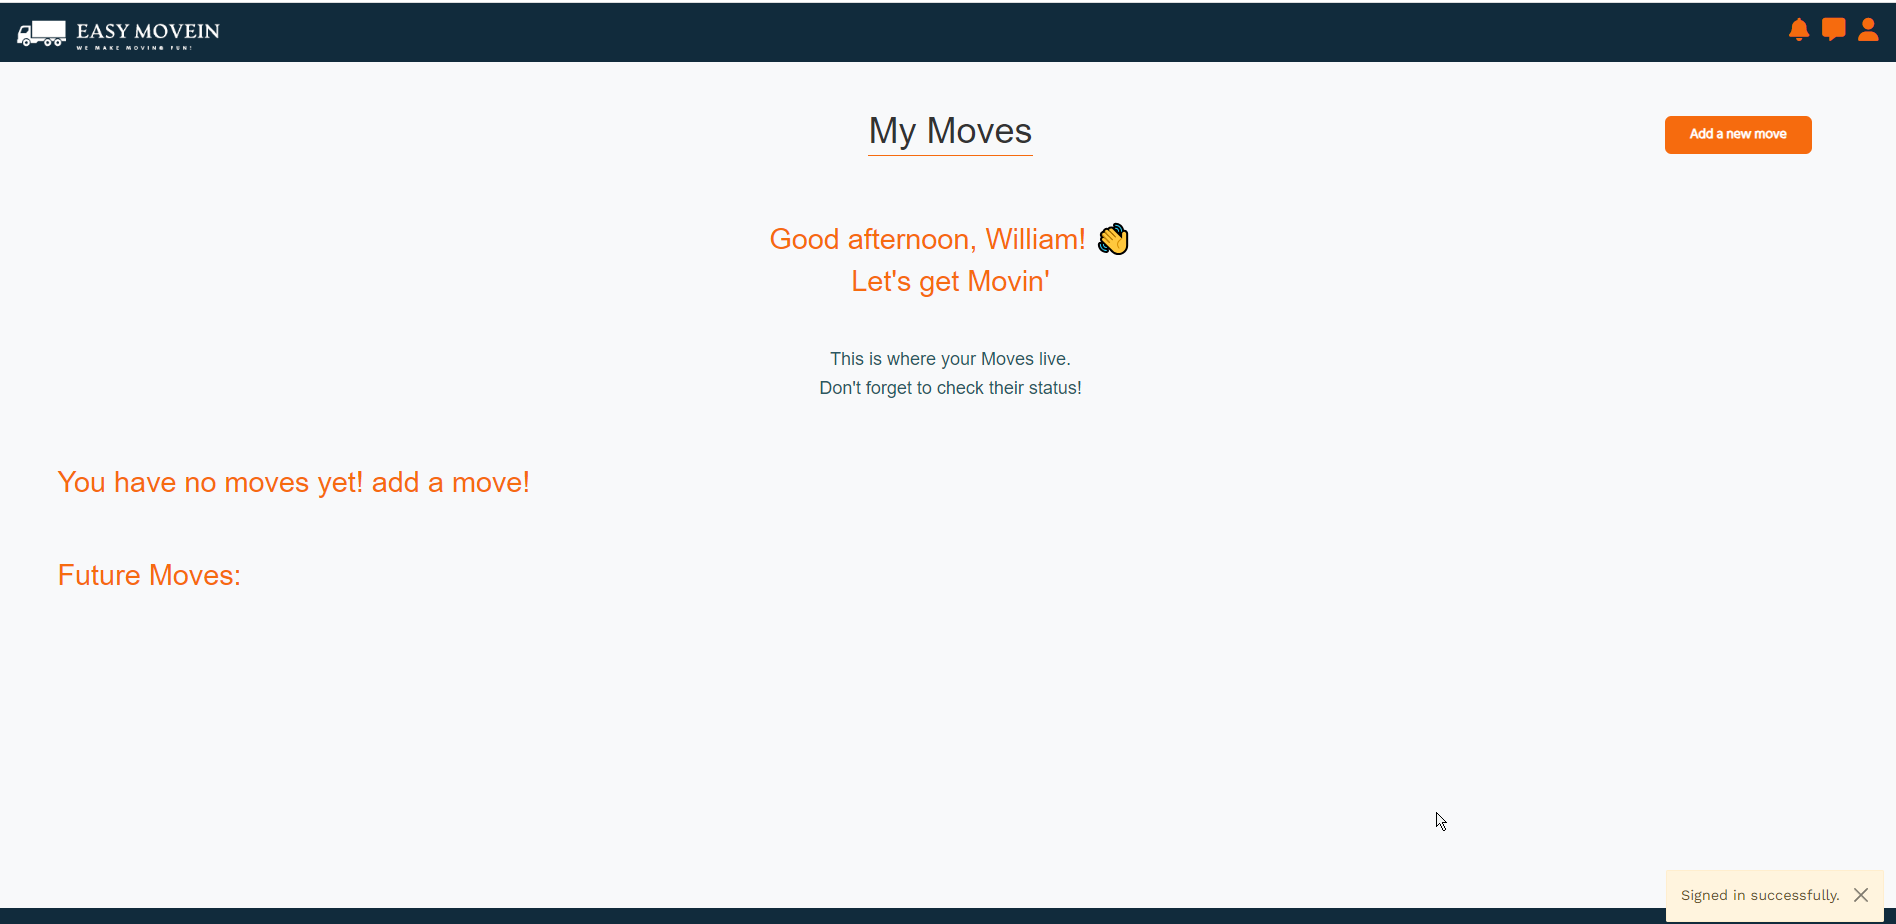 EASY MOVEIN
WE MAKE MOVING FUN!
My Moves
Add a new move
Good afternoon, William! 👋
Let's get Movin'
This is where your Moves live.
Don't forget to check their status!
You have no moves yet! add a move!
Future Moves:
Signed in successfully.